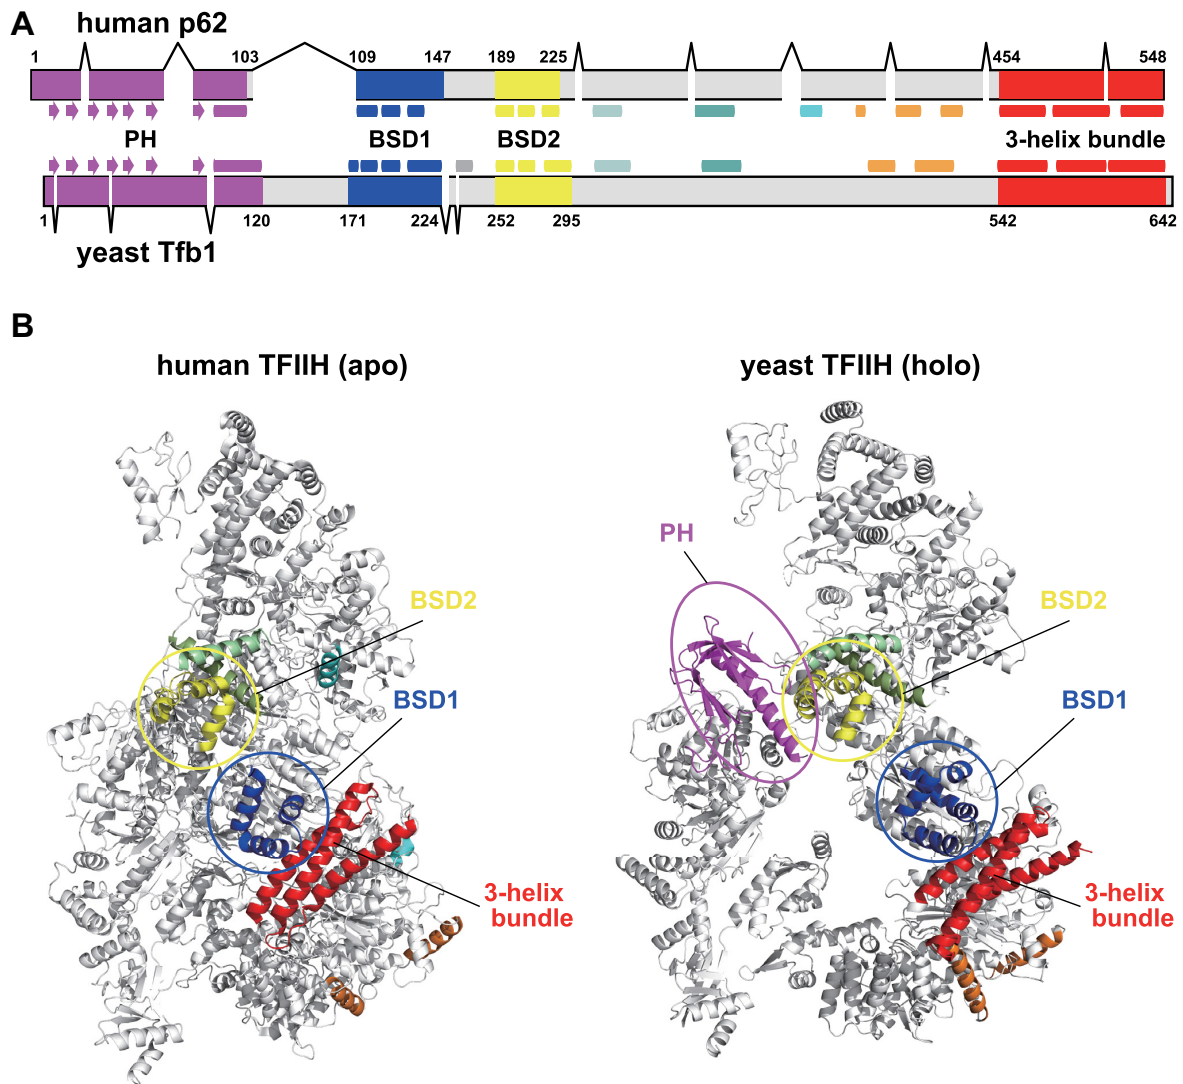 A
human p62
1 103 109 147 189 225 454 548
PH BSD1 BSD2 3-helix bundle
1 120 171 224 252 295 542 642
yeast Tfb1
B
human TFIIH (apo) yeast TFIIH (holo)
PH
BSD2 BSD2
BSD1 BSD1
3-helix 3-helix
bundle bundle